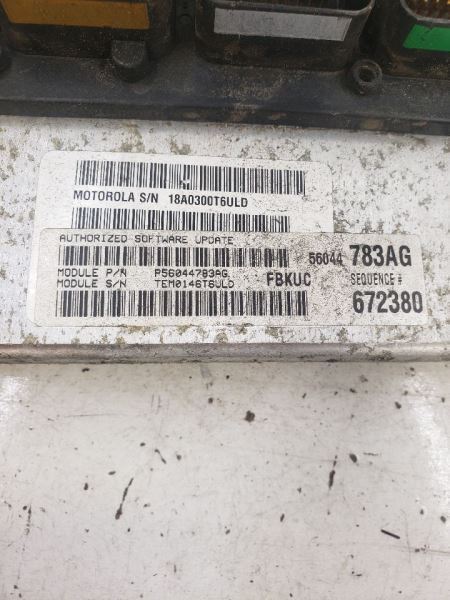 MOTOROLA S/N 18A0300T6ULD
AUTHORIZED SOFTWARE UPDATE
56044 783AG
MODULE P/N P56044783AG
MODULE S/N TEM0146T6ULD
FBKUC
SEQUENCE #
672380